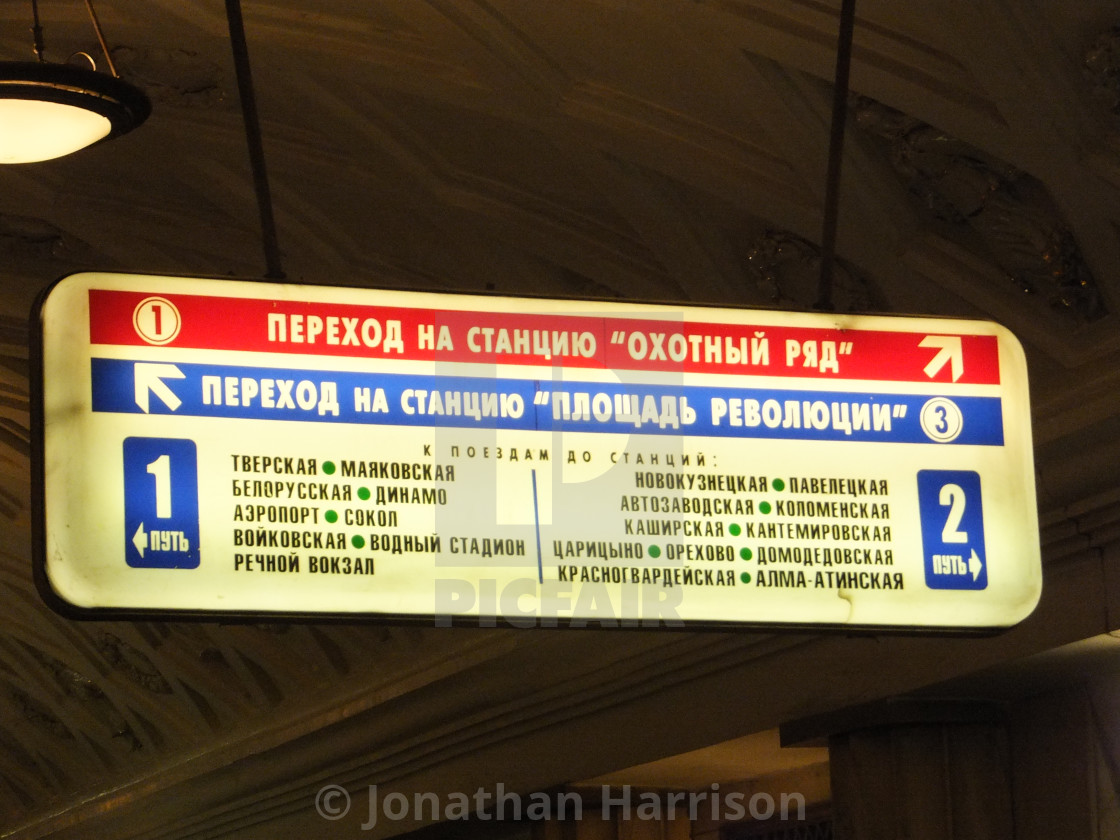 1 ПЕРЕХОД НА СТАНЦИЮ "ОХОТНЫЙ РЯД"
ПЕРЕХОД НА СТАНЦИЮ "ПЛОЩАДЬ РЕВОЛЮЦИИ" 3
К ПОЕЗДАМ ДО СТАНЦИЙ:
1
ПУТЬ
ТВЕРСКАЯ ● МАЯКОВСКАЯ
БЕЛОРУССКАЯ ● ДИНАМО
АЭРОПОРТ ● СОКОЛ
ВОЙКОВСКАЯ ● ВОДНЫЙ СТАДИОН
РЕЧНОЙ ВОКЗАЛ
НОВОКУЗНЕЦКАЯ ● ПАВЕЛЕЦКАЯ
АВТОЗАВОДСКАЯ ● КОЛОМЕНСКАЯ
КАШИРСКАЯ ● КАНТЕМИРОВСКАЯ
ЦАРИЦЫНО ● ОРЕХОВО ● ДОМОДЕДОВСКАЯ
КРАСНОГВАРДЕЙСКАЯ ● АЛМА-АТИНСКАЯ
2
ПУТЬ
P
PICFAIR
© Jonathan Harrison